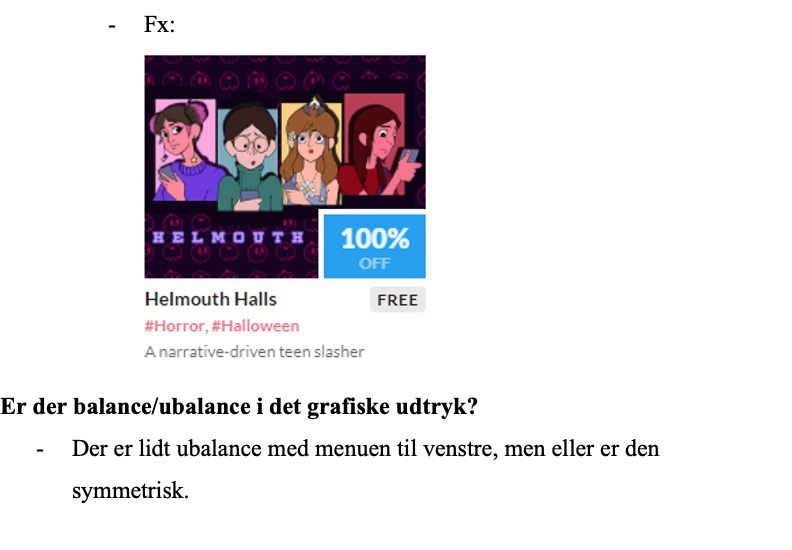 - Fx:
HELMOUTH
100%
OFF
Helmouth Halls
FREE
#Horror, #Halloween
A narrative-driven teen slasher
Er der balance/ubalance i det grafiske udtryk?
- Der er lidt ubalance med menuen til venstre, men eller er den
symmetrisk.